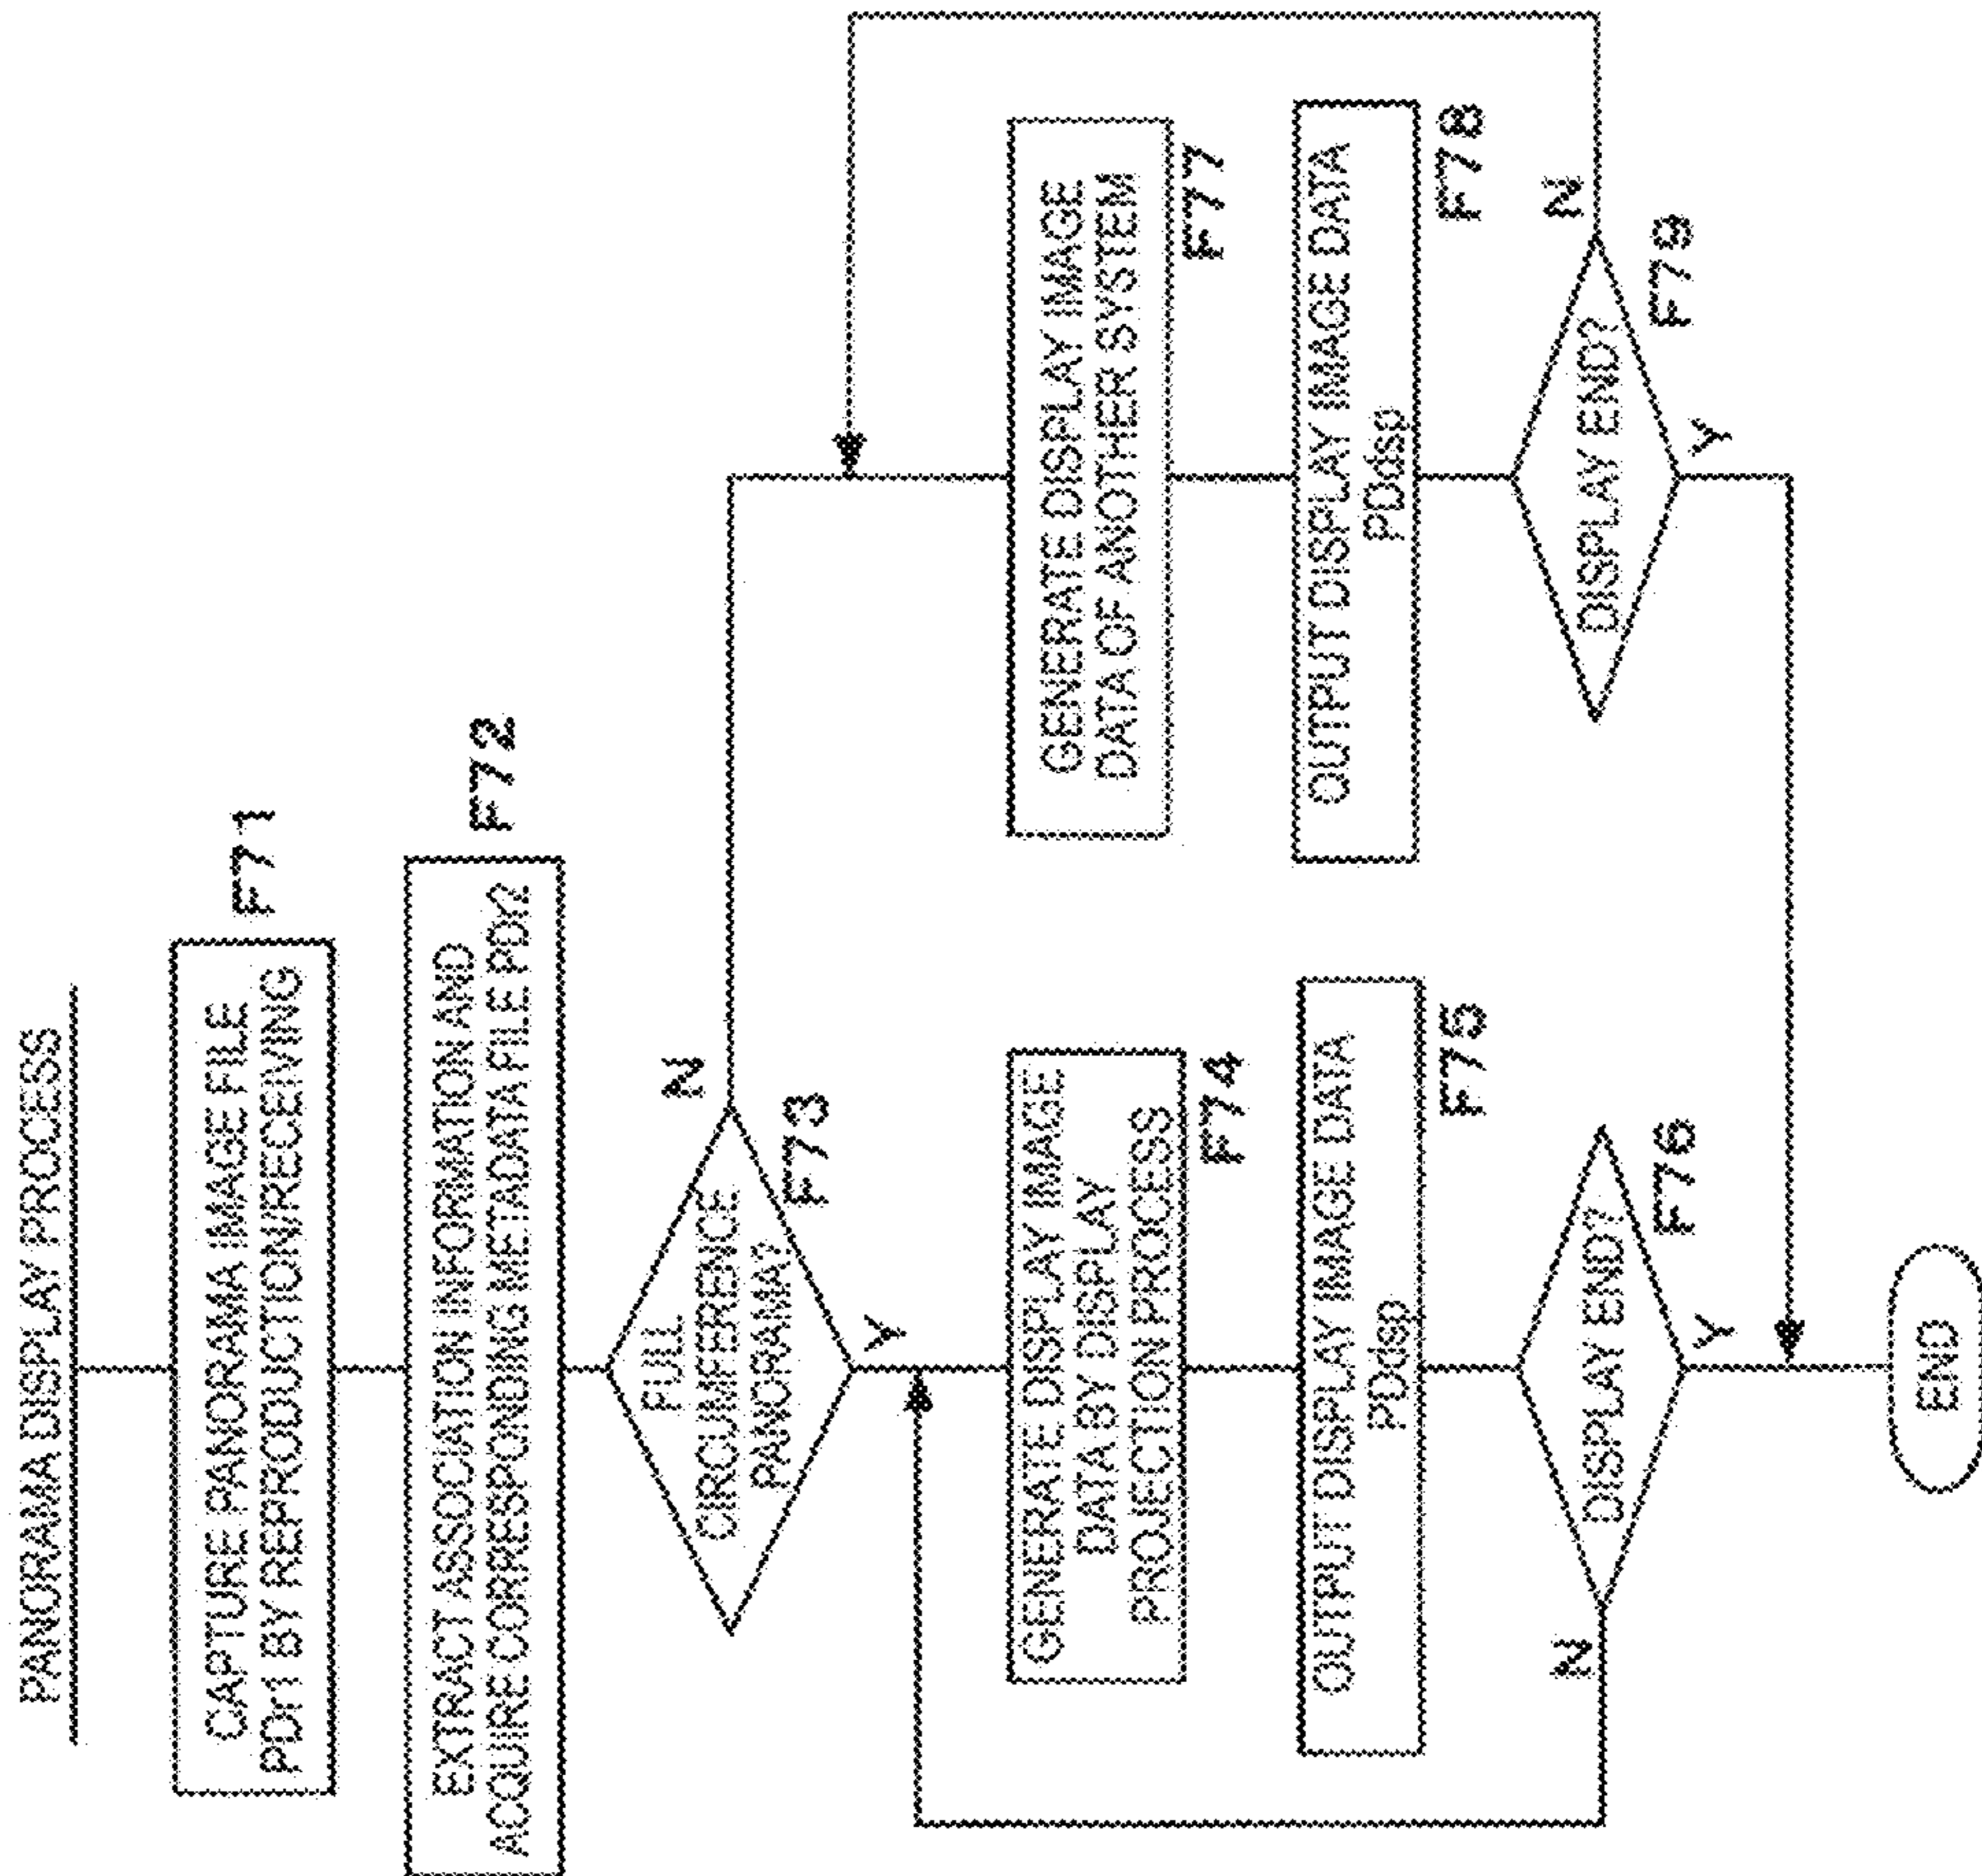 PANORAMA DISPLAY PROCESS
CAPTURE PANORAMA IMAGE FILE
PDr1 BY REPRODUCTION/RECEIVING
F71
EXTRACT ASSOCIATION INFORMATION AND
ACQUIRE CORRESPONDING METADATA FILE PDr2
F72
FULL
CIRCUMFERENCE
PANORAMA?
N
F73
Y
GENERATE DISPLAY IMAGE
DATA BY DISPLAY
PROJECTION PROCESS
F74
OUTPUT DISPLAY IMAGE DATA
PDdisp
F75
DISPLAY END?
N
F76
Y
GENERATE DISPLAY IMAGE
DATA OF ANOTHER SYSTEM
F77
OUTPUT DISPLAY IMAGE DATA
PDdisp
F78
DISPLAY END?
N
F79
Y
END